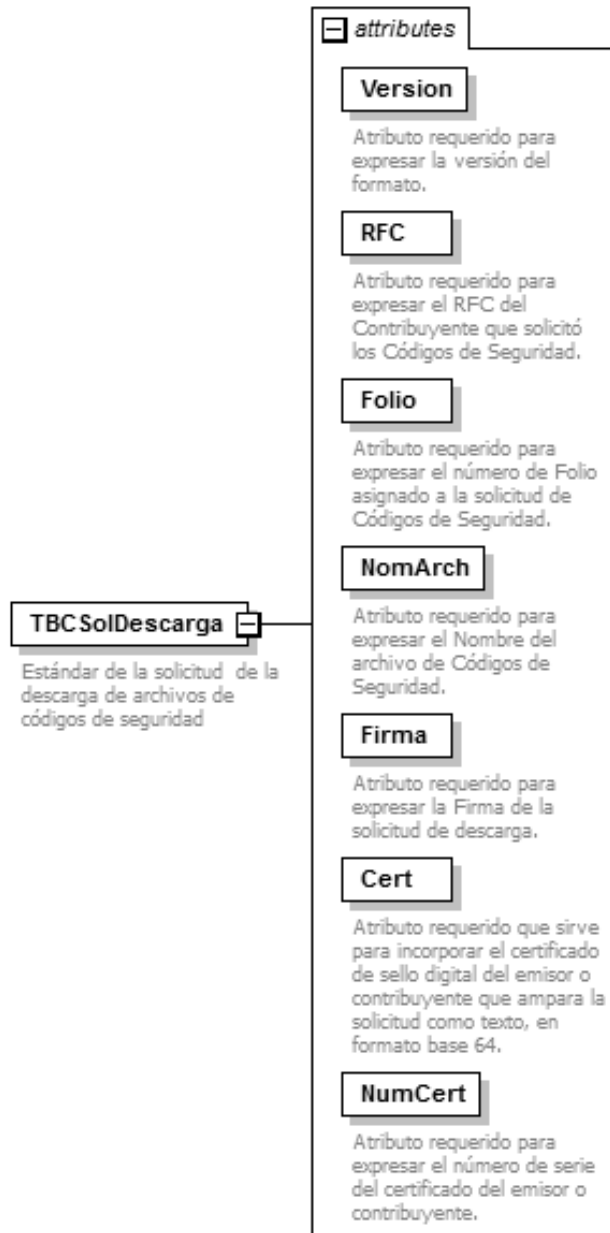 attributes
Version
Atributo requerido para
expresar la versión del
formato.
RFC
Atributo requerido para
expresar el RFC del
Contribuyente que solicitó
los Códigos de Seguridad.
Folio
Atributo requerido para
expresar el número de Folio
asignado a la solicitud de
Códigos de Seguridad.
NomArch
Atributo requerido para
expresar el Nombre del
archivo de Códigos de
Seguridad.
TBCSolDescarga
Estándar de la solicitud de la
descarga de archivos de
códigos de seguridad
Firma
Atributo requerido para
expresar la Firma de la
solicitud de descarga.
Cert
Atributo requerido que sirve
para incorporar el certificado
de sello digital del emisor o
contribuyente que ampara la
solicitud como texto, en
formato base 64.
NumCert
Atributo requerido para
expresar el número de serie
del certificado del emisor o
contribuyente.